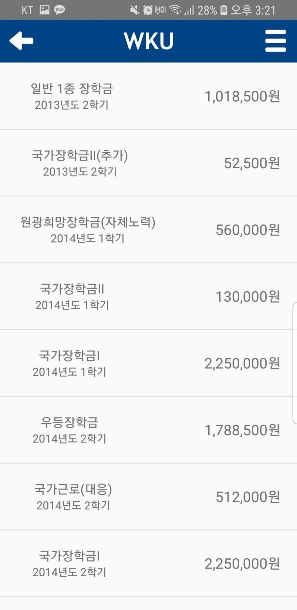 KT 28% 오후 3:21
WKU
일반 1종 장학금
2013년도 2학기
1,018,500원
국가장학금II(추가)
2013년도 2학기
52,500원
원광희망장학금(자체노력)
2014년도 1학기
560,000원
국가장학금II
2014년도 1학기
130,000원
국가장학금I
2014년도 1학기
2,250,000원
우등장학금
2014년도 2학기
1,788,500원
국가근로(대응)
2014년도 2학기
512,000원
국가장학금I
2014년도 2학기
2,250,000원